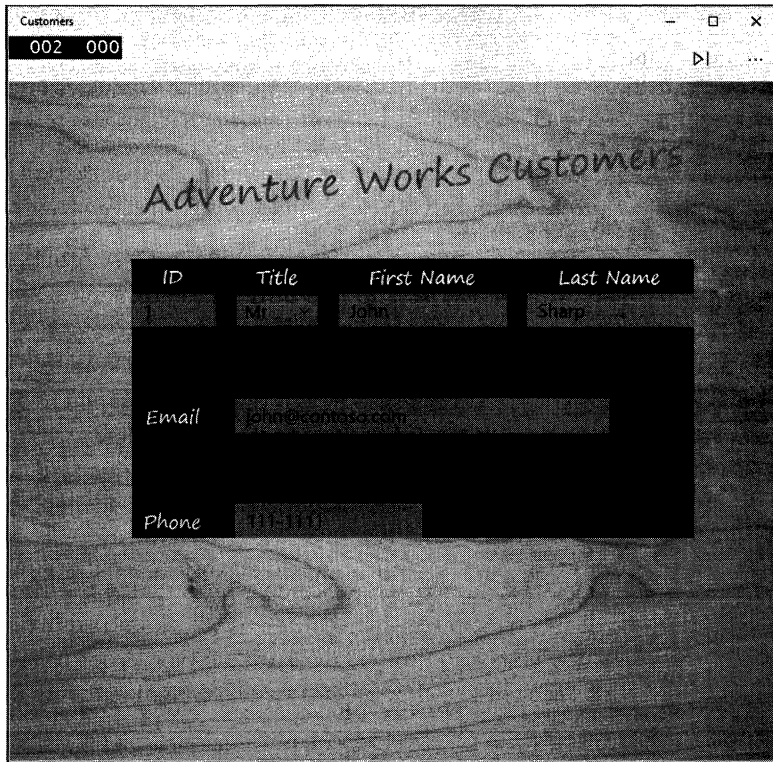 Customers
002 000
Adventure Works Customers
ID Title First Name Last Name
1 Mr John Sharp
Email john@contoso.com
Phone 111-1111